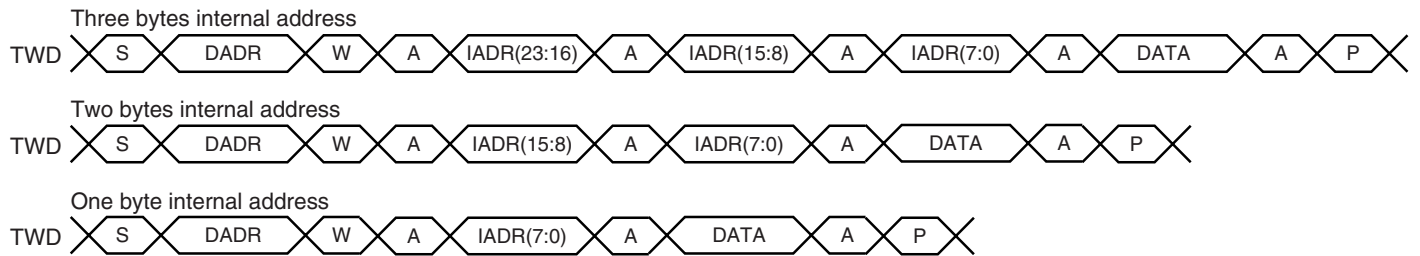 Three bytes internal address
TWD S DADR W A IADR(23:16) A IADR(15:8) A IADR(7:0) A DATA A P
Two bytes internal address
TWD S DADR W A IADR(15:8) A IADR(7:0) A DATA A P
One byte internal address
TWD S DADR W A IADR(7:0) A DATA A P